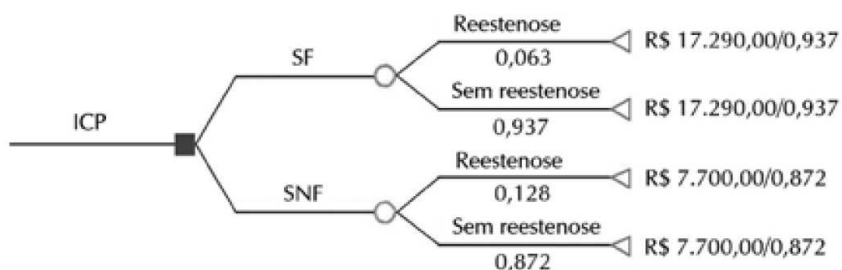 ICP
SF
Reestenose
0,063
R$ 17.290,00/0,937
Sem reestenose
0,937
R$ 17.290,00/0,937
SNF
Reestenose
0,128
R$ 7.700,00/0,872
Sem reestenose
0,872
R$ 7.700,00/0,872